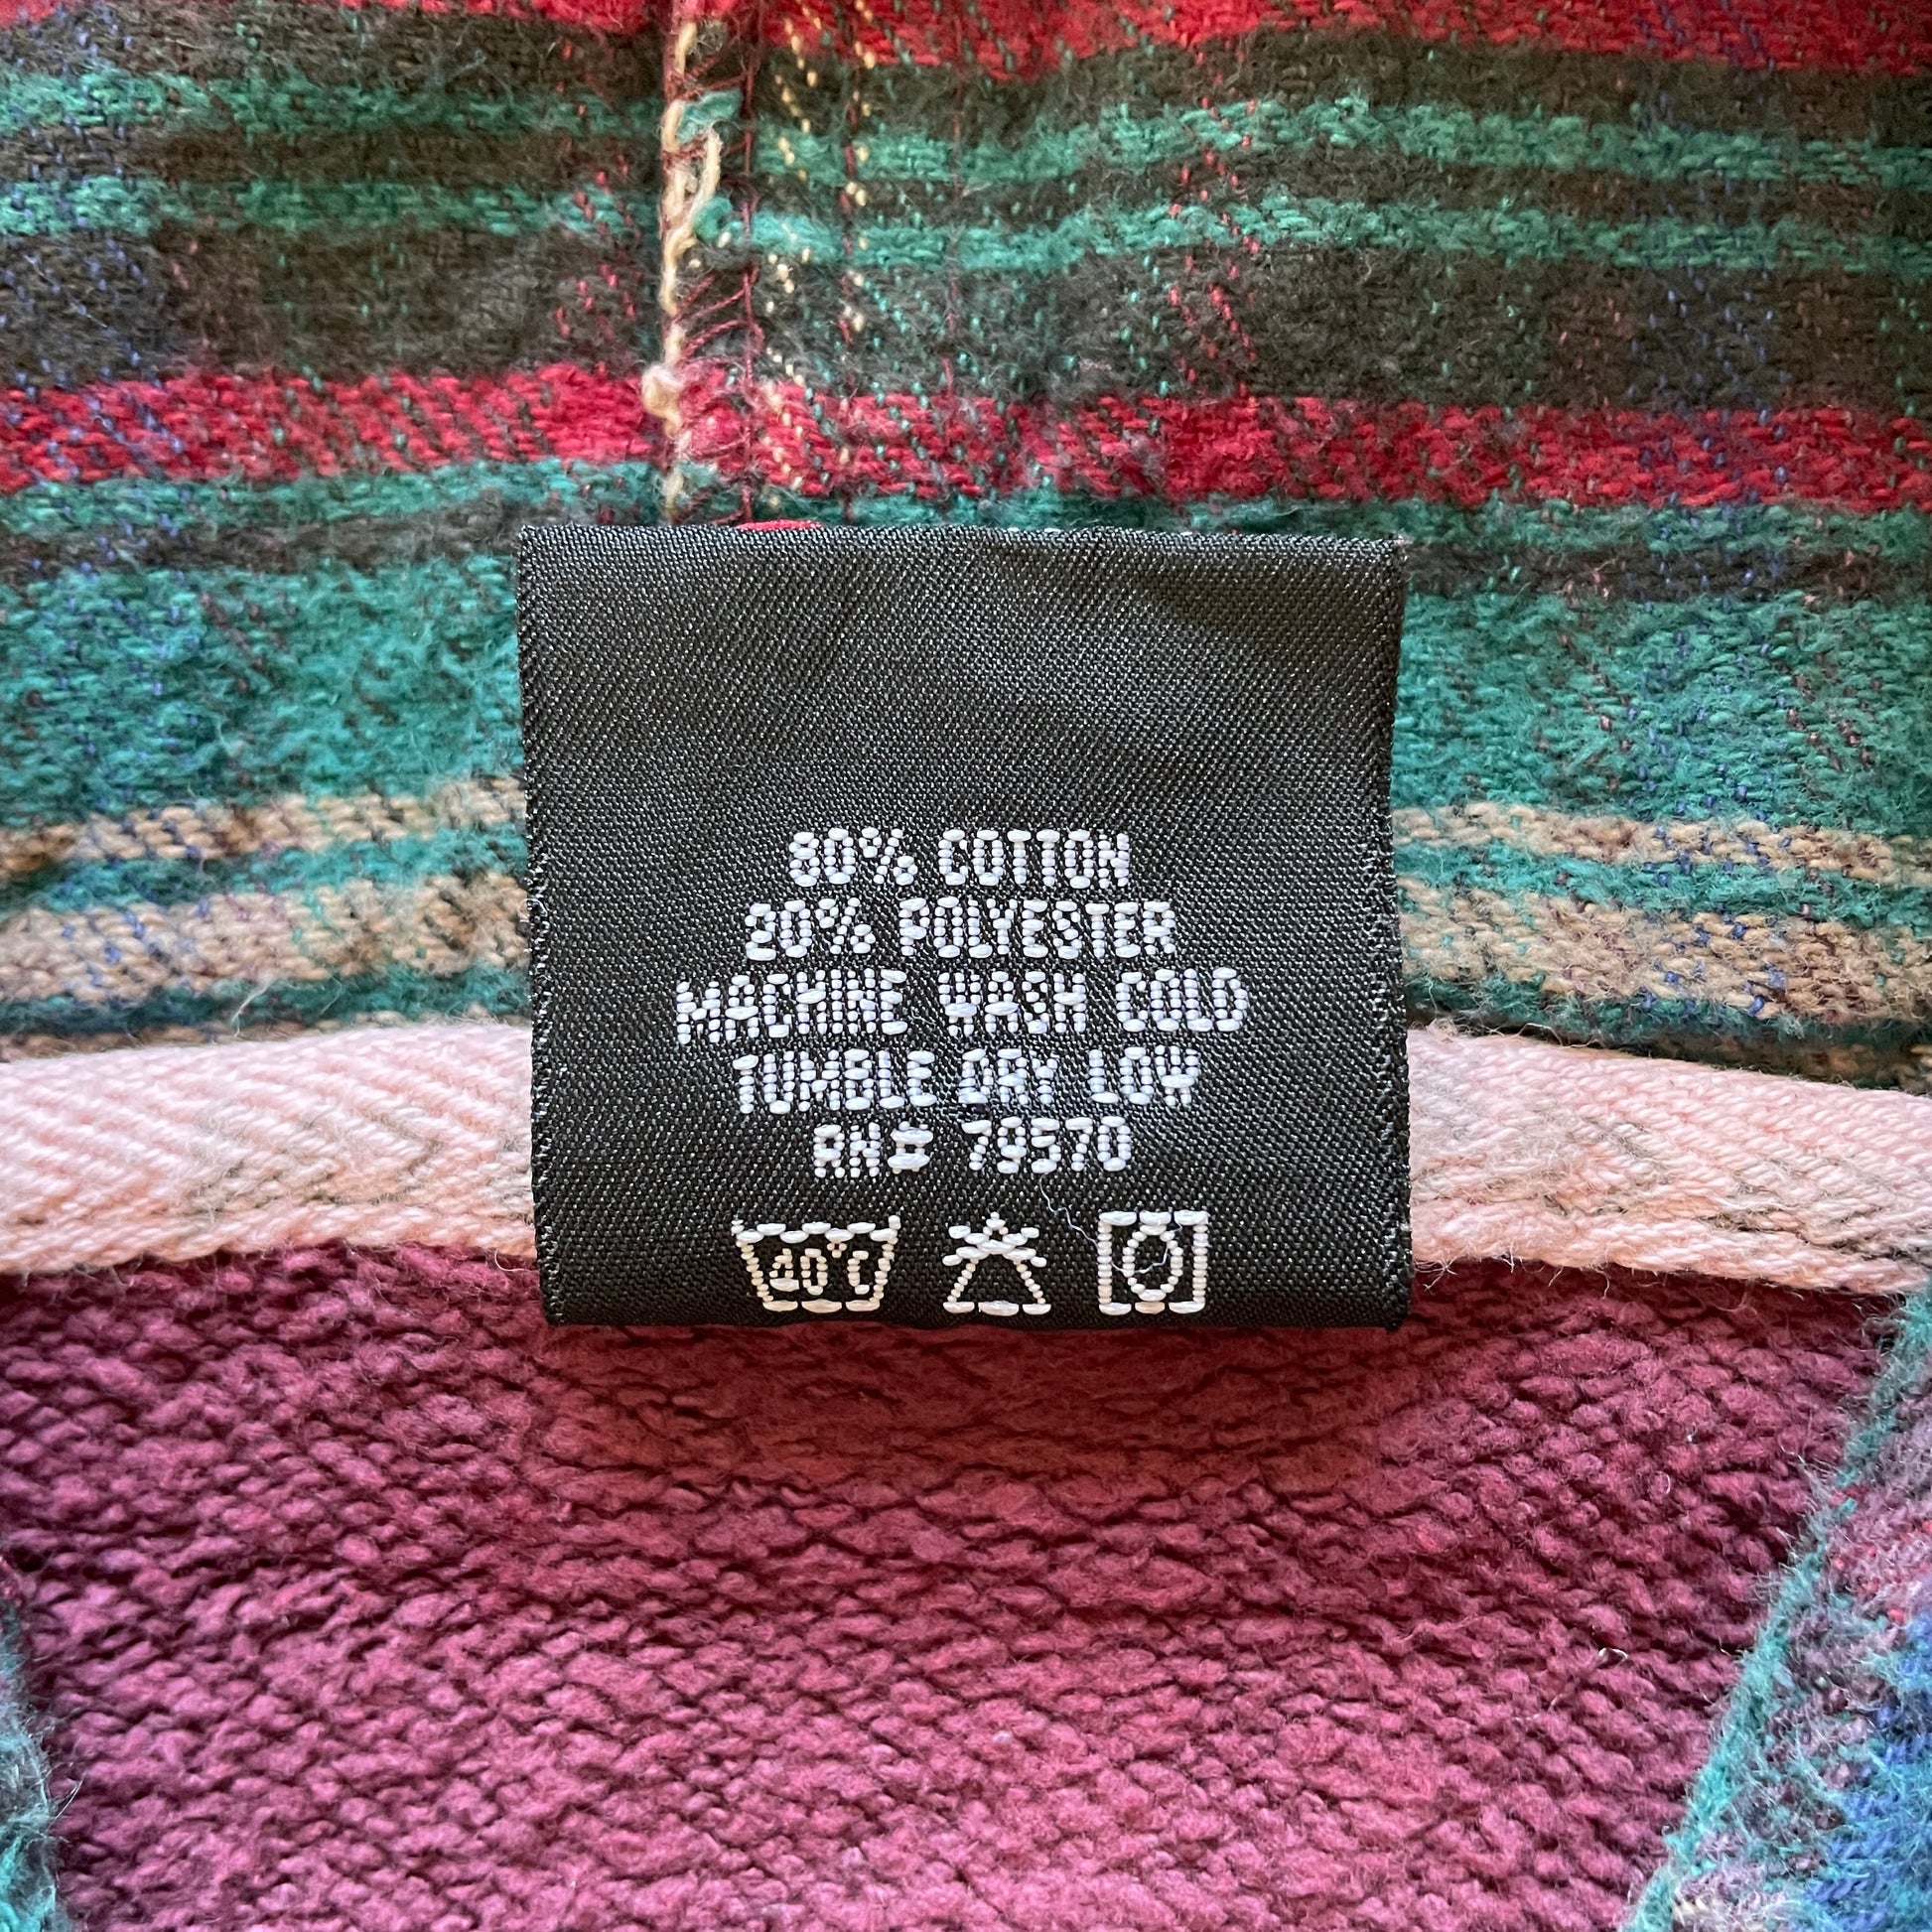 80% COTTON
20% POLYESTER
MACHINE WASH COLD
TUMBLE DRY LOW
RN# 79570
40°C